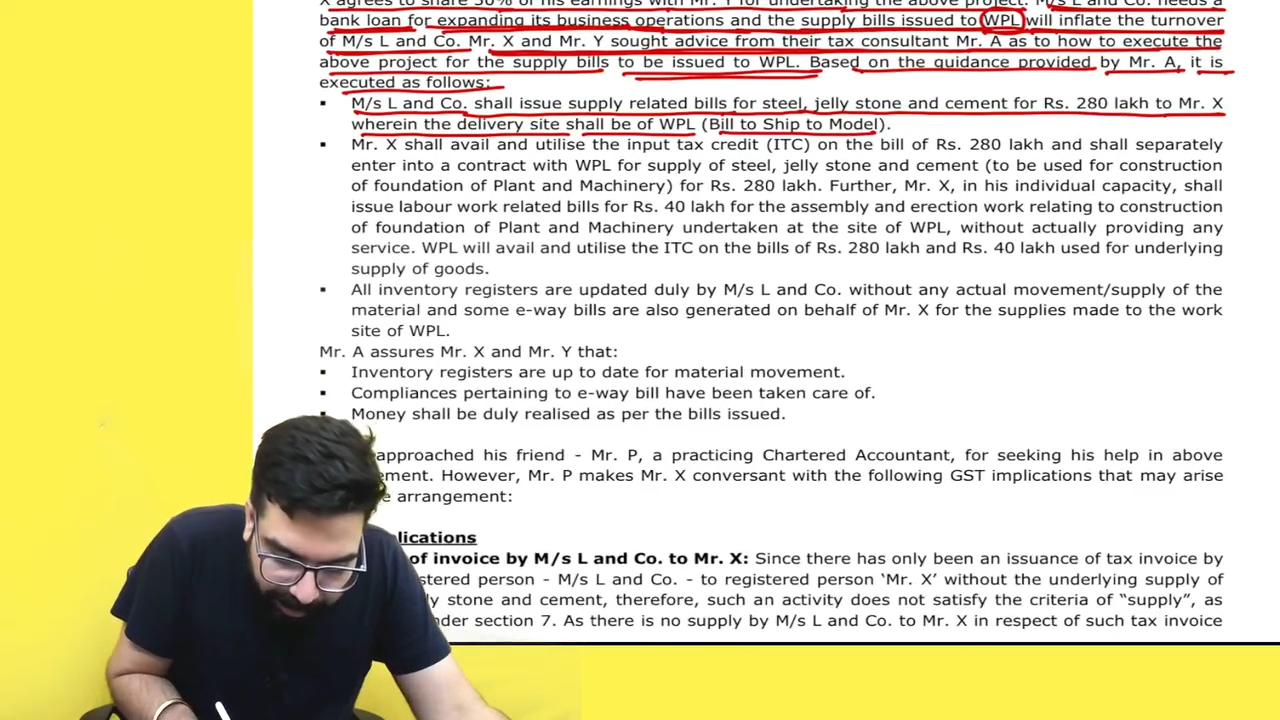 X agrees to share 50% of his earnings with Mr. Y for undertaking the above project. M/s L and Co. needs a
bank loan for expanding its business operations and the supply bills issued to WPL will inflate the turnover
of M/s L and Co. Mr. X and Mr. Y sought advice from their tax consultant Mr. A as to how to execute the
above project for the supply bills to be issued to WPL. Based on the guidance provided by Mr. A, it is
executed as follows:
▪ M/s L and Co. shall issue supply related bills for steel, jelly stone and cement for Rs. 280 lakh to Mr. X
wherein the delivery site shall be of WPL (Bill to Ship to Model).
▪ Mr. X shall avail and utilise the input tax credit (ITC) on the bill of Rs. 280 lakh and shall separately
enter into a contract with WPL for supply of steel, jelly stone and cement (to be used for construction
of foundation of Plant and Machinery) for Rs. 280 lakh. Further, Mr. X, in his individual capacity, shall
issue labour work related bills for Rs. 40 lakh for the assembly and erection work relating to construction
of foundation of Plant and Machinery undertaken at the site of WPL, without actually providing any
service. WPL will avail and utilise the ITC on the bills of Rs. 280 lakh and Rs. 40 lakh used for underlying
supply of goods.
▪ All inventory registers are updated duly by M/s L and Co. without any actual movement/supply of the
material and some e-way bills are also generated on behalf of Mr. X for the supplies made to the work
site of WPL.
Mr. A assures Mr. X and Mr. Y that:
▪ Inventory registers are up to date for material movement.
▪ Compliances pertaining to e-way bill have been taken care of.
▪ Money shall be duly realised as per the bills issued.
approached his friend - Mr. P, a practicing Chartered Accountant, for seeking his help in above
ement. However, Mr. P makes Mr. X conversant with the following GST implications that may arise
e arrangement:
lications
of invoice by M/s L and Co. to Mr. X: Since there has only been an issuance of tax invoice by
stered person - M/s L and Co. - to registered person ‘Mr. X’ without the underlying supply of
y stone and cement, therefore, such an activity does not satisfy the criteria of “supply”, as
nder section 7. As there is no supply by M/s L and Co. to Mr. X in respect of such tax invoice